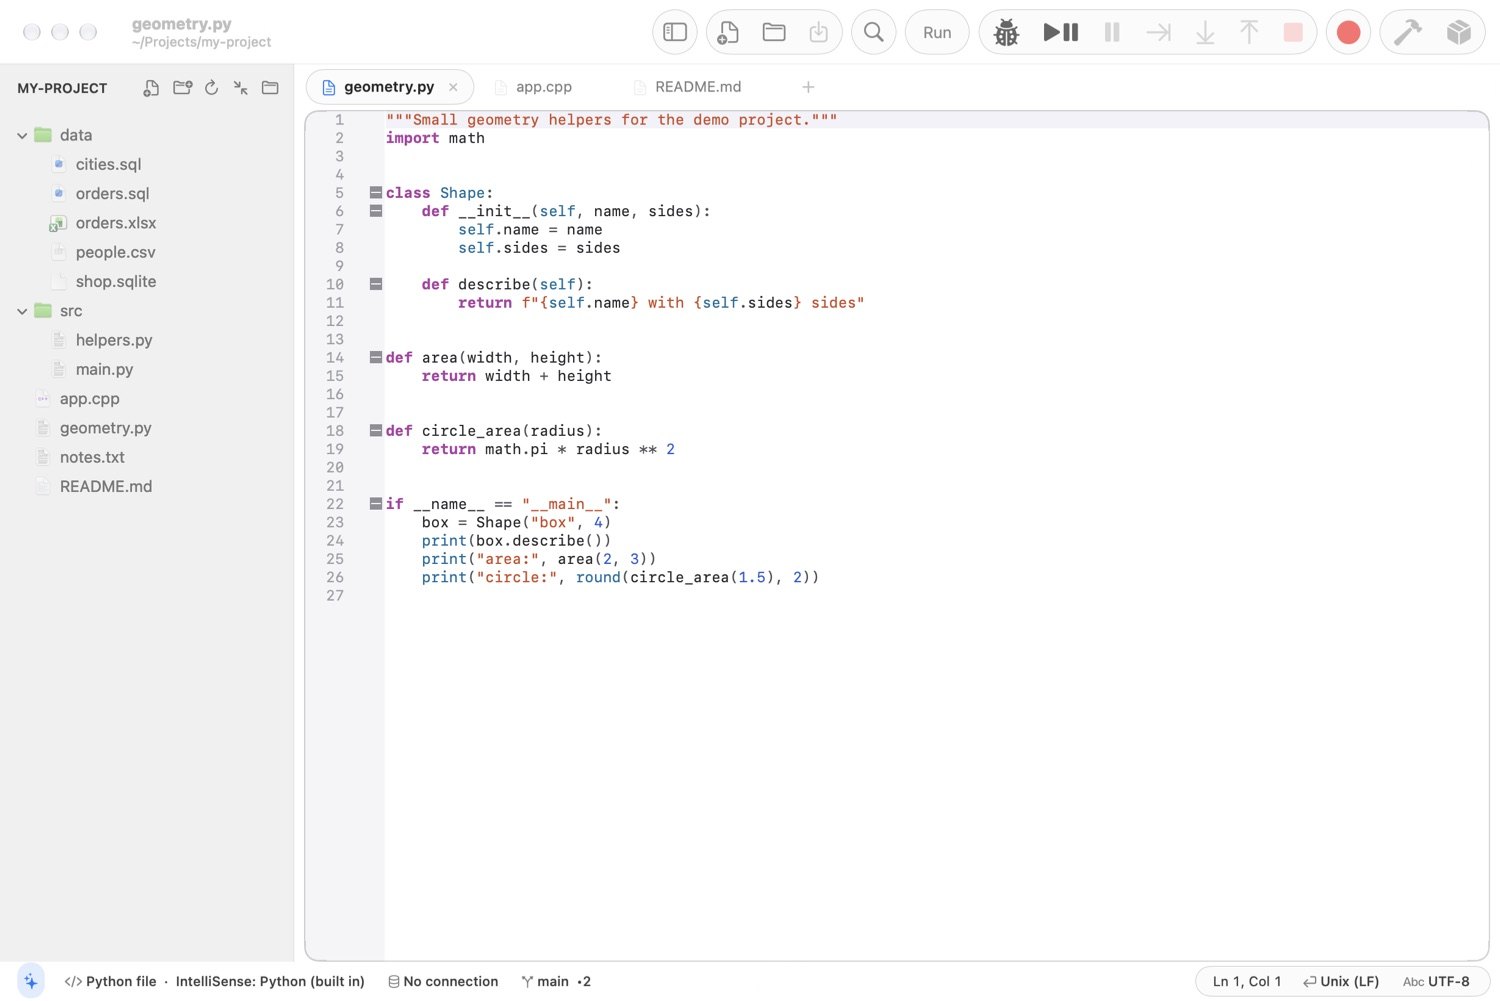 geometry.py
~/Projects/my-project
Run
MY-PROJECT
data
cities.sql
orders.sql
orders.xlsx
people.csv
shop.sqlite
src
helpers.py
main.py
app.cpp
geometry.py
notes.txt
README.md
geometry.py
app.cpp
README.md
1 """Small geometry helpers for the demo project."""
2 import math
3
4
5 class Shape:
6     def __init__(self, name, sides):
7         self.name = name
8         self.sides = sides
9
10     def describe(self):
11         return f"{self.name} with {self.sides} sides"
12
13
14 def area(width, height):
15     return width + height
16
17
18 def circle_area(radius):
19     return math.pi * radius ** 2
20
21
22 if __name__ == "__main__":
23     box = Shape("box", 4)
24     print(box.describe())
25     print("area:", area(2, 3))
26     print("circle:", round(circle_area(1.5), 2))
27
</> Python file · IntelliSense: Python (built in) No connection main •2
Ln 1, Col 1 Unix (LF) Abc UTF-8